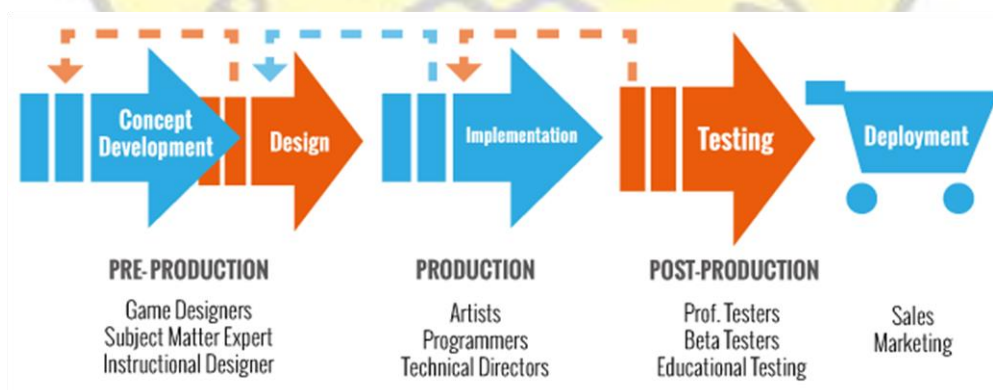 Concept
Development
Design
Implementation
Testing
Deployment
PRE-PRODUCTION
Game Designers
Subject Matter Expert
Instructional Designer
PRODUCTION
Artists
Programmers
Technical Directors
POST-PRODUCTION
Prof. Testers
Beta Testers
Educational Testing
Sales
Marketing